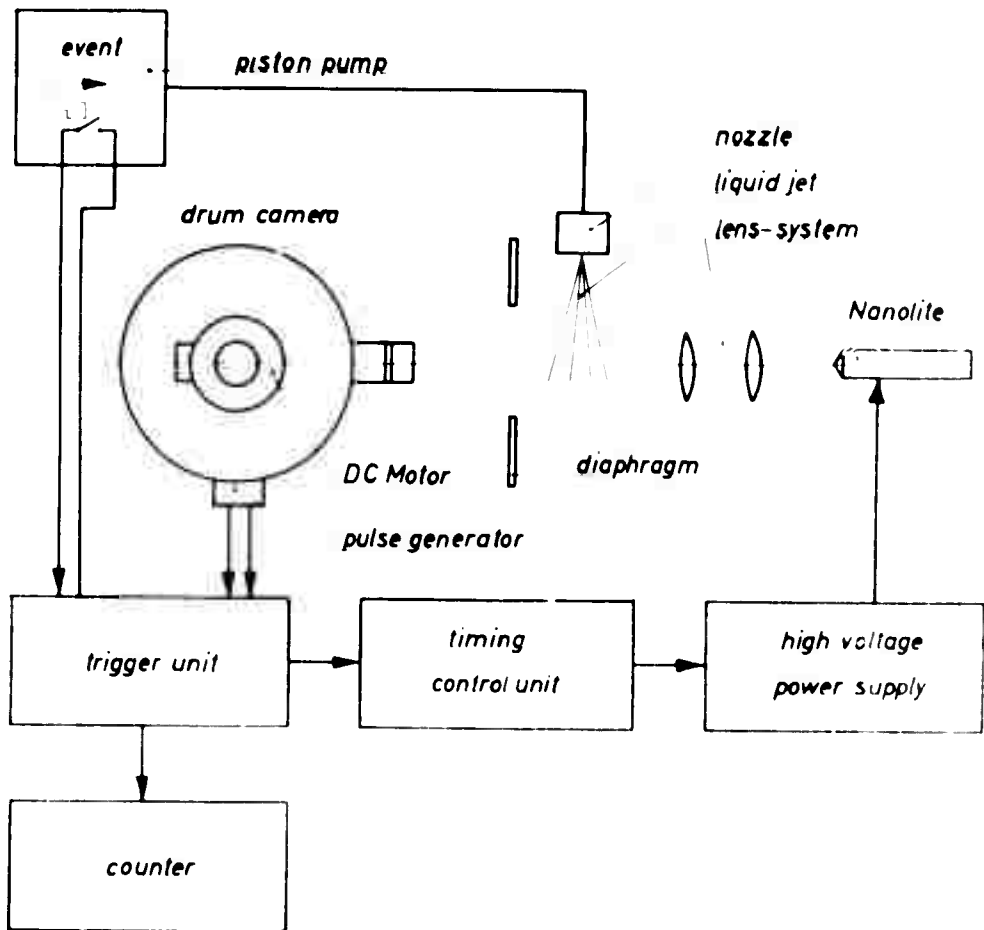 event
piston pump
nozzle
liquid jet
lens-system
drum camera
Nanolite
diaphragm
DC Motor
pulse generator
trigger unit
timing
control unit
high voltage
power supply
counter